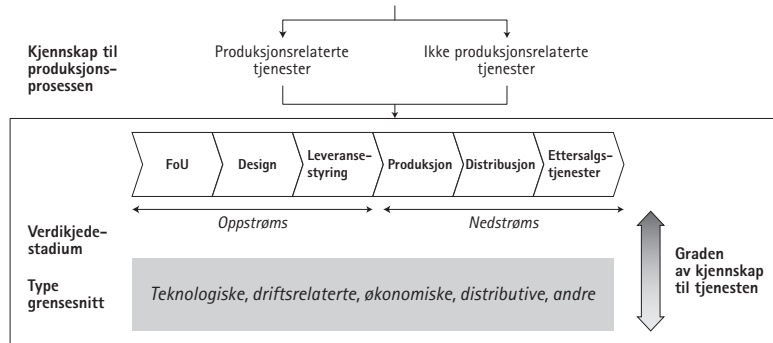 Kjennskap til
produksjons-
prosessen
Produksjonsrelaterte
tjenester
Ikke produksjonsrelaterte
tjenester
FoU
Design
Leveranse-
styring
Produksjon
Distribusjon
Ettersalgs-
tjenester
Oppstrøms
Nedstrøms
Verdikjede-
stadium
Type
grensesnitt
Teknologiske, driftsrelaterte, økonomiske, distributive, andre
Graden
av kjennskap
til tjenesten